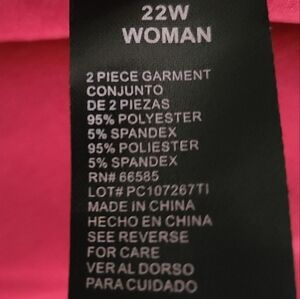 22W
WOMAN
2 PIECE GARMENT
CONJUNTO
DE 2 PIEZAS
95% POLYESTER
5% SPANDEX
95% POLIESTER
5% SPANDEX
RN# 66585
LOT# PC107267TI
MADE IN CHINA
HECHO EN CHINA
SEE REVERSE
FOR CARE
VER AL DORSO
PARA CUIDADO